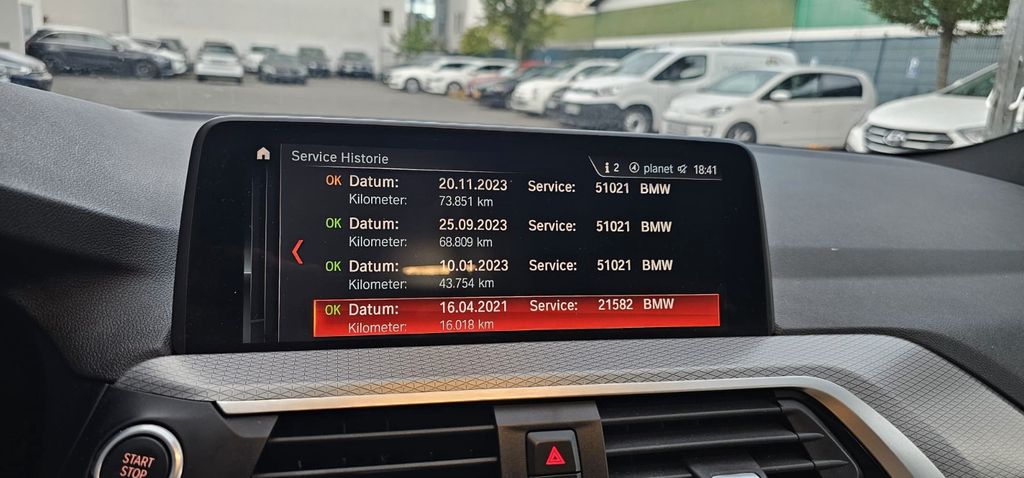 Service Historie
2 4 planet 18:41
OK Datum: 20.11.2023 Service: 51021 BMW
Kilometer: 73.851 km
OK Datum: 25.09.2023 Service: 51021 BMW
Kilometer: 68.809 km
OK Datum: 10.01.2023 Service: 51021 BMW
Kilometer: 43.754 km
OK Datum: 16.04.2021 Service: 21582 BMW
Kilometer: 16.018 km
START
STOP